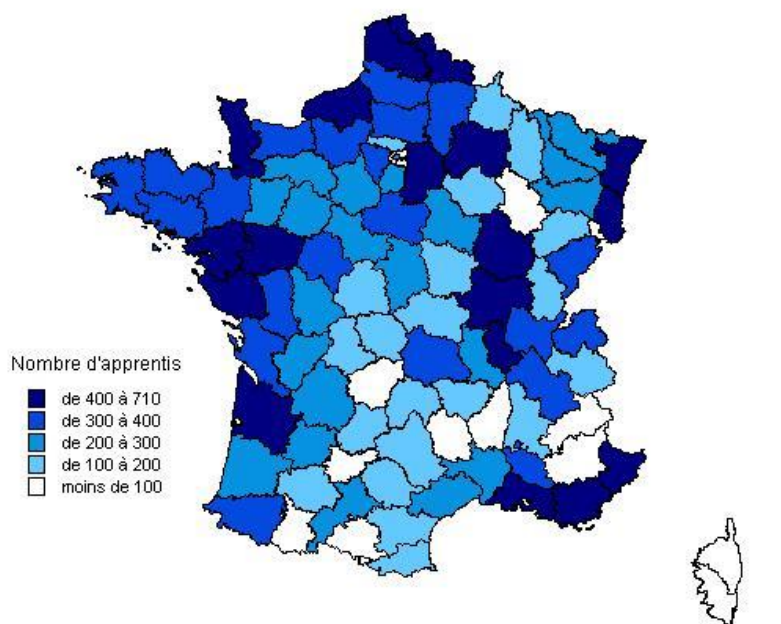 Nombre d'apprentis
de 400 à 710
de 300 à 400
de 200 à 300
de 100 à 200
moins de 100